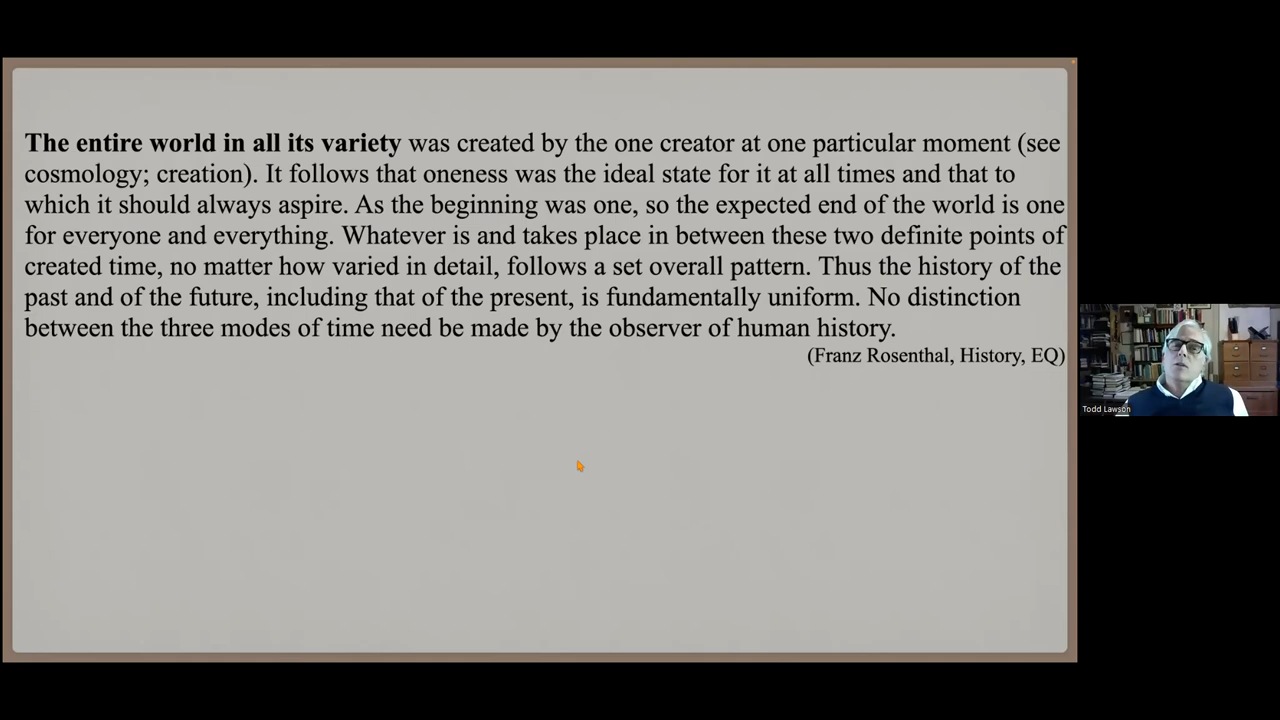 The entire world in all its variety was created by the one creator at one particular moment (see
cosmology; creation). It follows that oneness was the ideal state for it at all times and that to
which it should always aspire. As the beginning was one, so the expected end of the world is one
for everyone and everything. Whatever is and takes place in between these two definite points of
created time, no matter how varied in detail, follows a set overall pattern. Thus the history of the
past and of the future, including that of the present, is fundamentally uniform. No distinction
between the three modes of time need be made by the observer of human history.
(Franz Rosenthal, History, EQ)
Todd Lawson